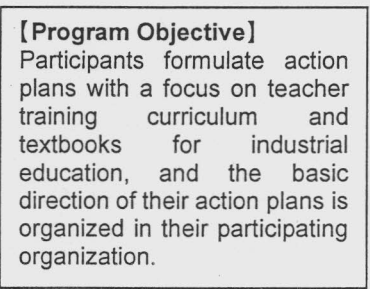 【Program Objective】
Participants formulate action
plans with a focus on teacher
training curriculum and
textbooks for industrial
education, and the basic
direction of their action plans is
organized in their participating
organization.